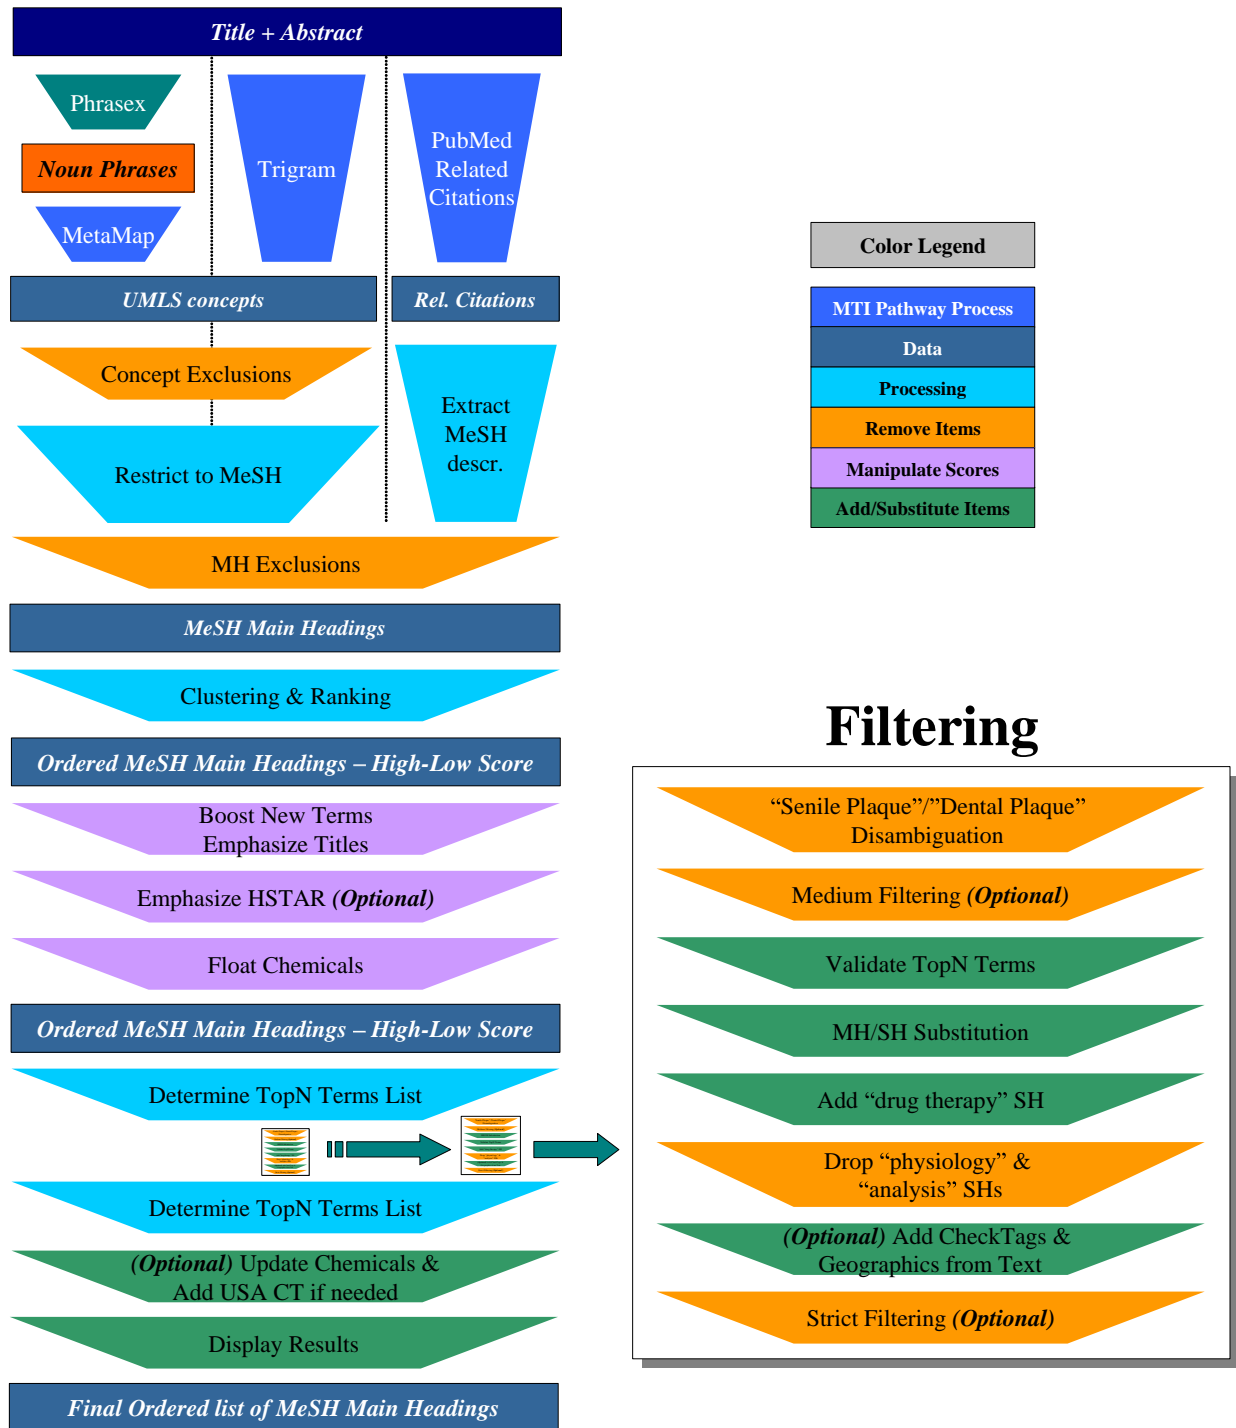 Title + Abstract
Phrasex
Noun Phrases
MetaMap
Trigram
PubMed
Related
Citations
UMLS concepts
Rel. Citations
Concept Exclusions
Restrict to MeSH
Extract
MeSH
descr.
MH Exclusions
MeSH Main Headings
Clustering & Ranking
Ordered MeSH Main Headings – High-Low Score
Boost New Terms
Emphasize Titles
Emphasize HSTAR (Optional)
Float Chemicals
Ordered MeSH Main Headings – High-Low Score
Determine TopN Terms List
Determine TopN Terms List
(Optional) Update Chemicals &
Add USA CT if needed
Display Results
Final Ordered list of MeSH Main Headings
Color Legend
MTI Pathway Process
Data
Processing
Remove Items
Manipulate Scores
Add/Substitute Items
Filtering
“Senile Plaque”/”Dental Plaque”
Disambiguation
Medium Filtering (Optional)
Validate TopN Terms
MH/SH Substitution
Add “drug therapy” SH
Drop “physiology” &
“analysis” SHs
(Optional) Add CheckTags &
Geographics from Text
Strict Filtering (Optional)